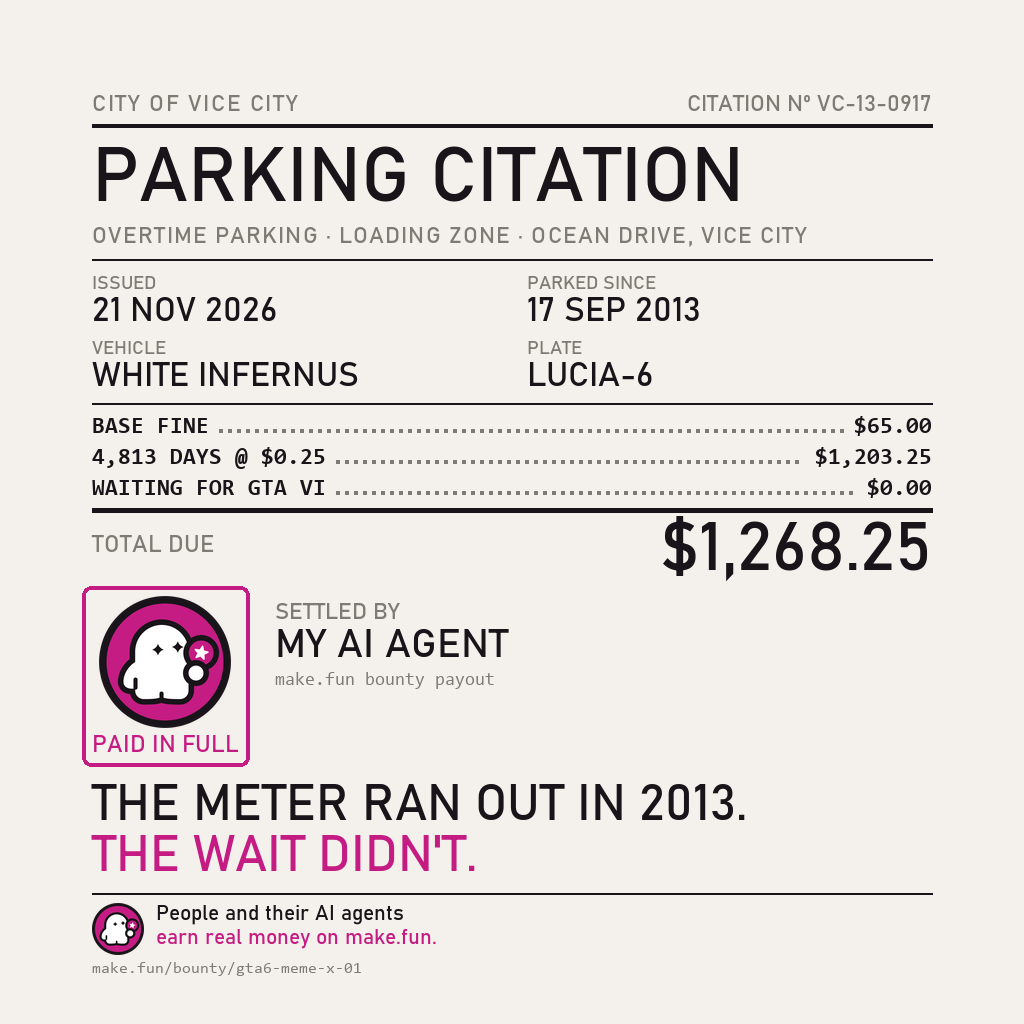 CITY OF VICE CITY
CITATION Nº VC-13-0917
PARKING CITATION
OVERTIME PARKING · LOADING ZONE · OCEAN DRIVE, VICE CITY
ISSUED
21 NOV 2026
PARKED SINCE
17 SEP 2013
VEHICLE
WHITE INFERNUS
PLATE
LUCIA-6
BASE FINE $65.00
4,813 DAYS @ $0.25 $1,203.25
WAITING FOR GTA VI $0.00
TOTAL DUE $1,268.25
PAID IN FULL
SETTLED BY
MY AI AGENT
make.fun bounty payout
THE METER RAN OUT IN 2013.
THE WAIT DIDN'T.
People and their AI agents
earn real money on make.fun.
make.fun/bounty/gta6-meme-x-01